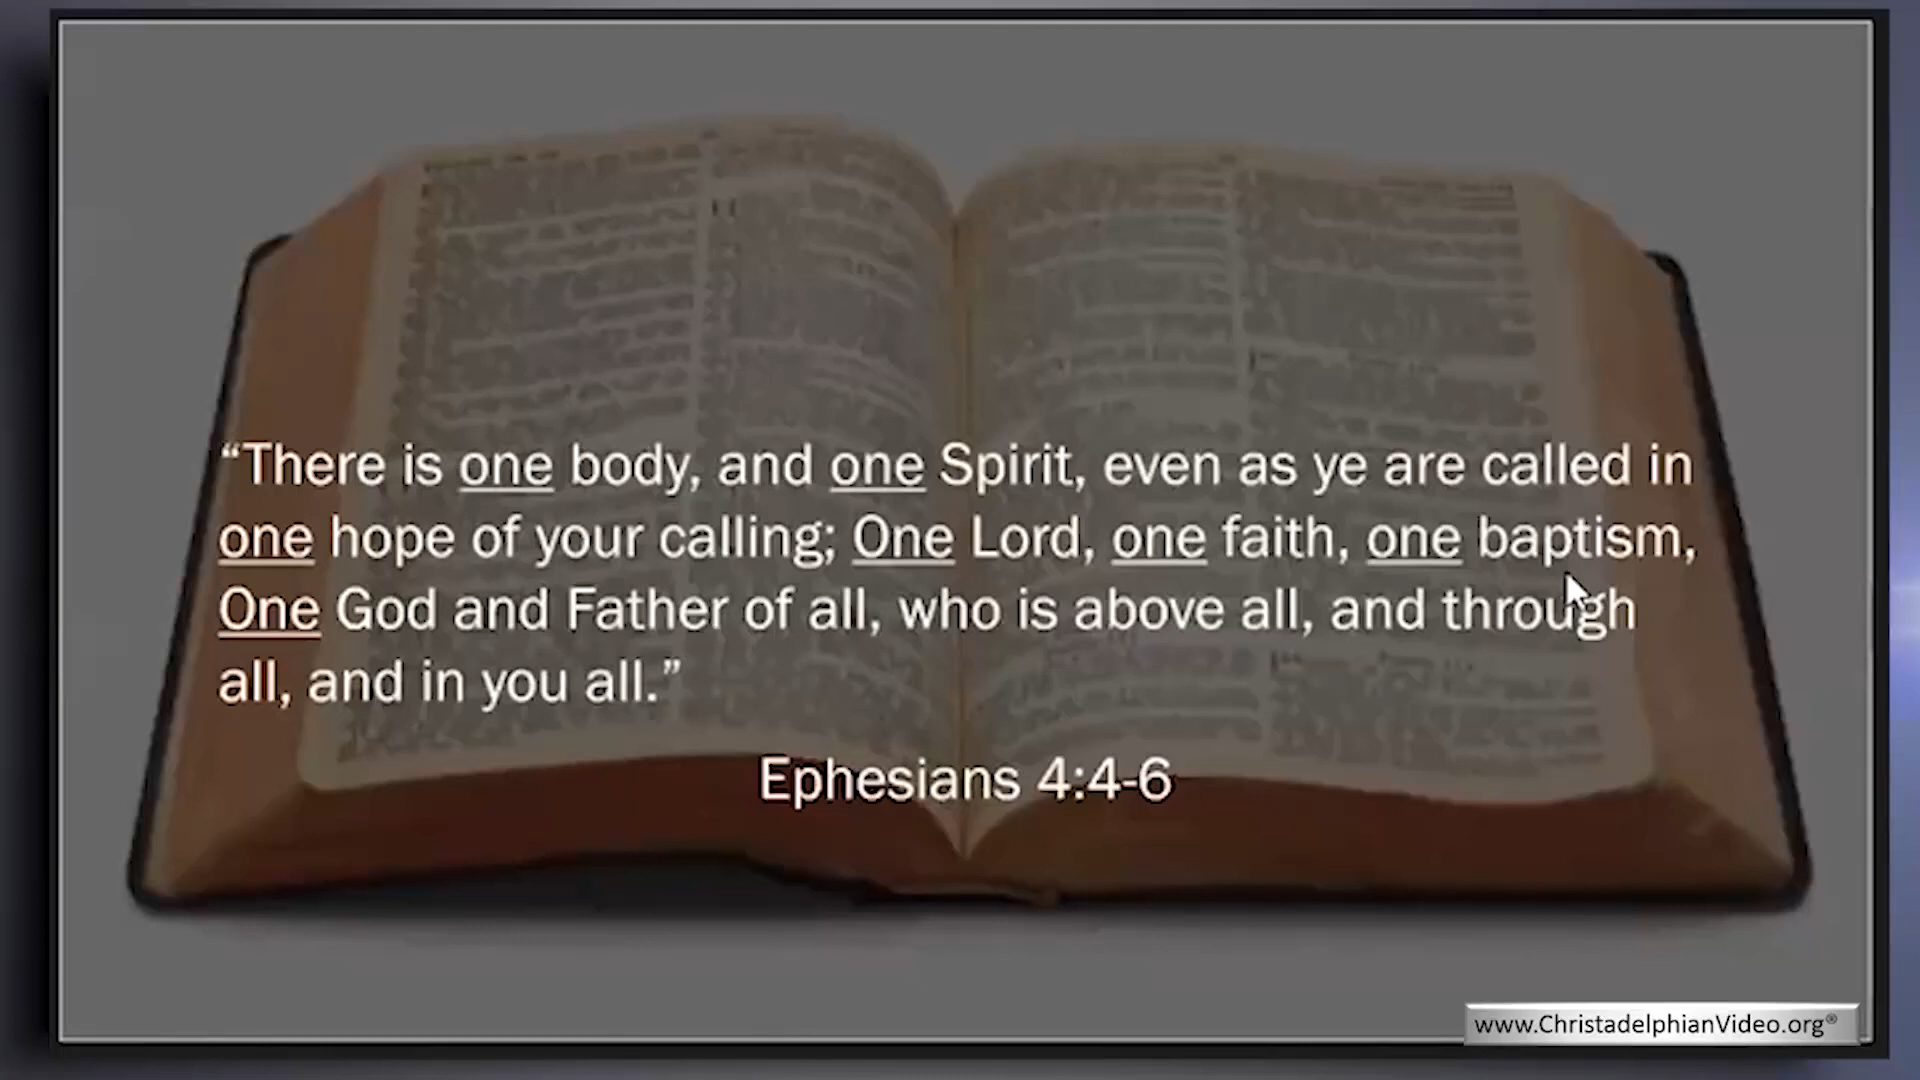 “There is one body, and one Spirit, even as ye are called in
one hope of your calling; One Lord, one faith, one baptism,
One God and Father of all, who is above all, and through
all, and in you all.”
Ephesians 4:4-6
www.ChristadelphianVideo.org®